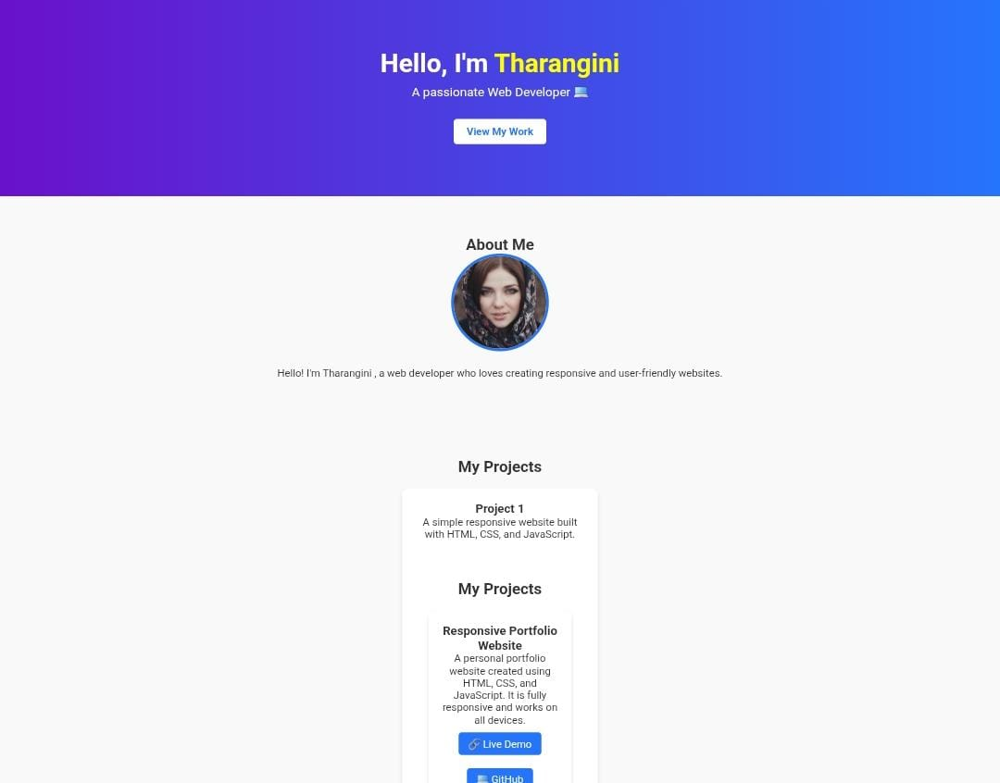 Hello, I'm Tharangini
A passionate Web Developer 💻
View My Work
About Me
Hello! I'm Tharangini , a web developer who loves creating responsive and user-friendly websites.
My Projects
Project 1
A simple responsive website built
with HTML, CSS, and JavaScript.
My Projects
Responsive Portfolio
Website
A personal portfolio
website created using
HTML, CSS, and
JavaScript. It is fully
responsive and works on
all devices.
🔗 Live Demo
💻 GitHub